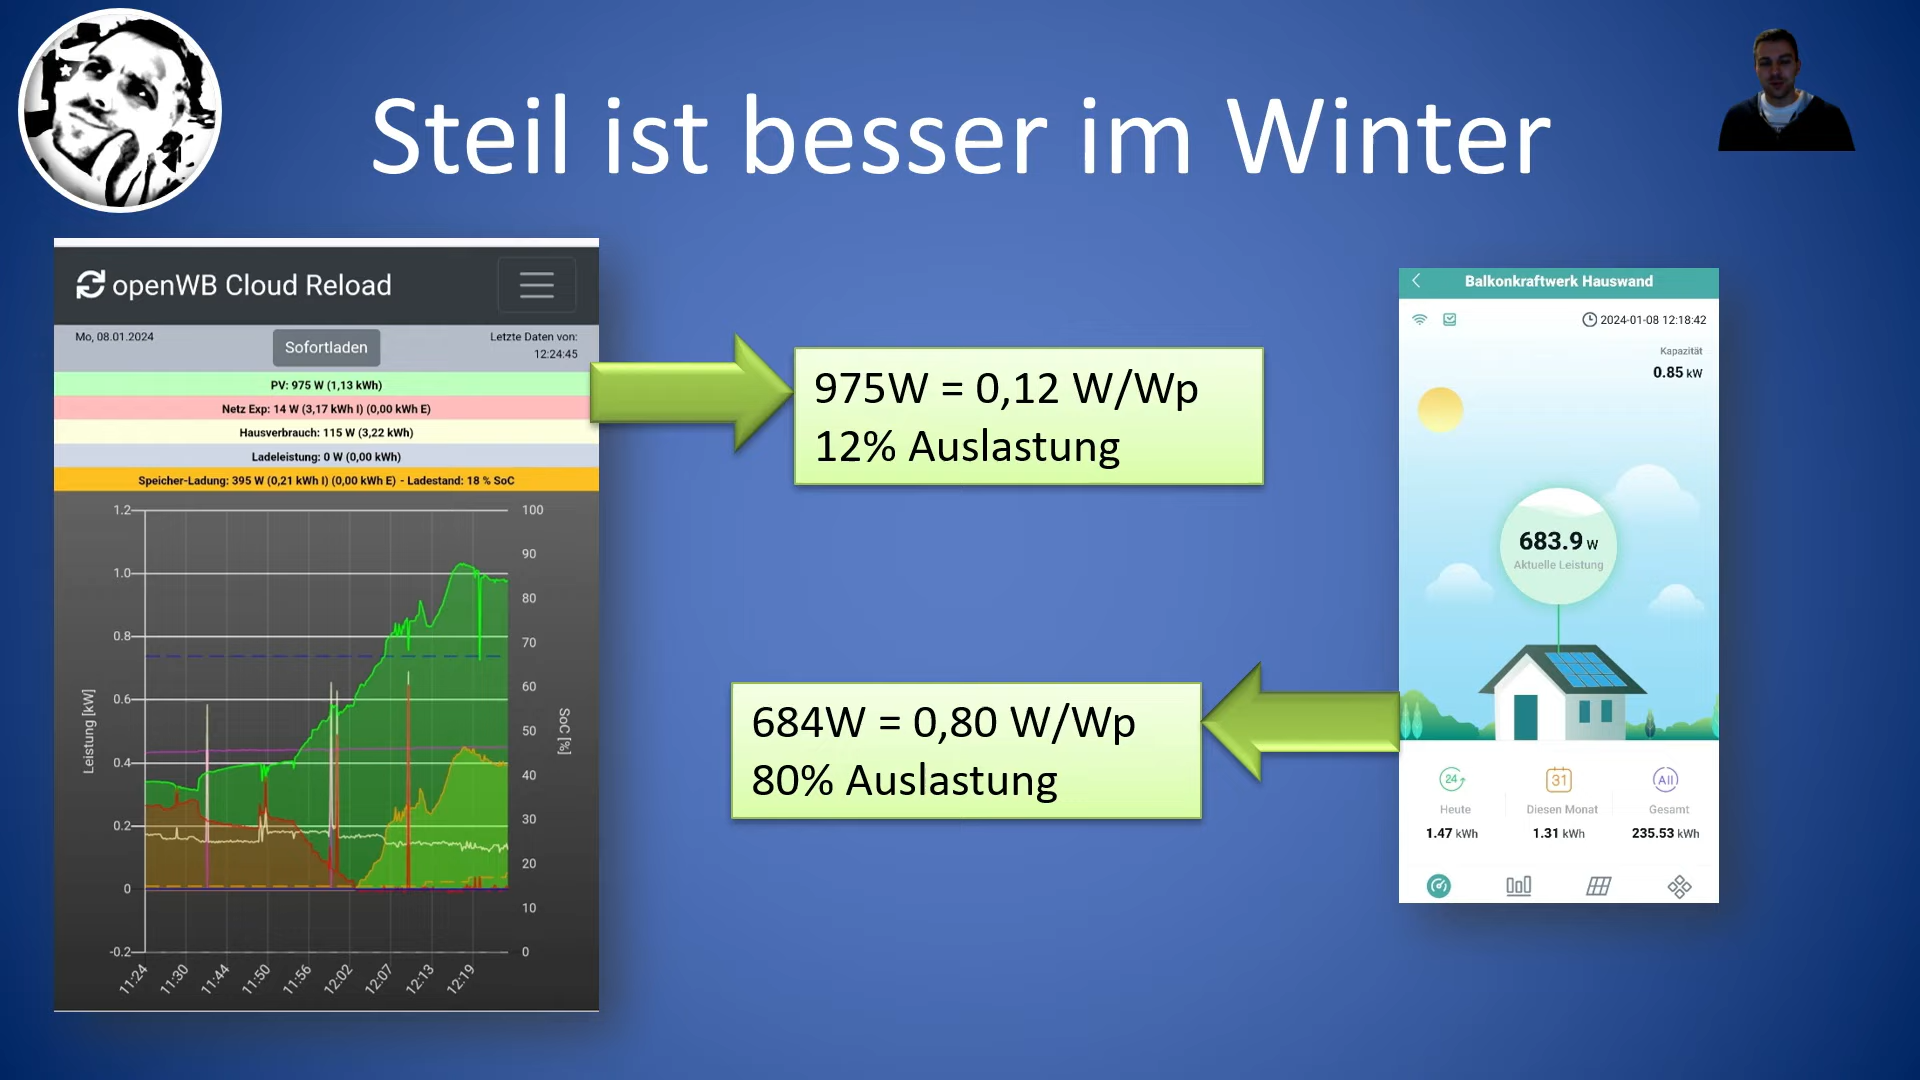 Steil ist besser im Winter
openWB Cloud Reload
Mo, 08.01.2024
Sofortladen
Letzte Daten von:
12:24:45
PV: 975 W (1,13 kWh)
Netz Exp: 14 W (3,17 kWh I) (0,00 kWh E)
Hausverbrauch: 115 W (3,22 kWh)
Ladeleistung: 0 W (0,00 kWh)
Speicher-Ladung: 395 W (0,21 kWh I) (0,00 kWh E) - Ladestand: 18 % SoC
1.2
1.0
0.8
0.6
0.4
0.2
0
-0.2
Leistung [kW]
100
90
80
70
60
50
40
30
20
10
0
SoC [%]
11:24
11:30
11:44
11:50
11:56
12:02
12:07
12:13
12:19
975W = 0,12 W/Wp
12% Auslastung
684W = 0,80 W/Wp
80% Auslastung
Balkonkraftwerk Hauswand
2024-01-08 12:18:42
Kapazität
0.85 kW
683.9 W
Aktuelle Leistung
24
31
All
Heute
Diesen Monat
Gesamt
1.47 kWh
1.31 kWh
235.53 kWh